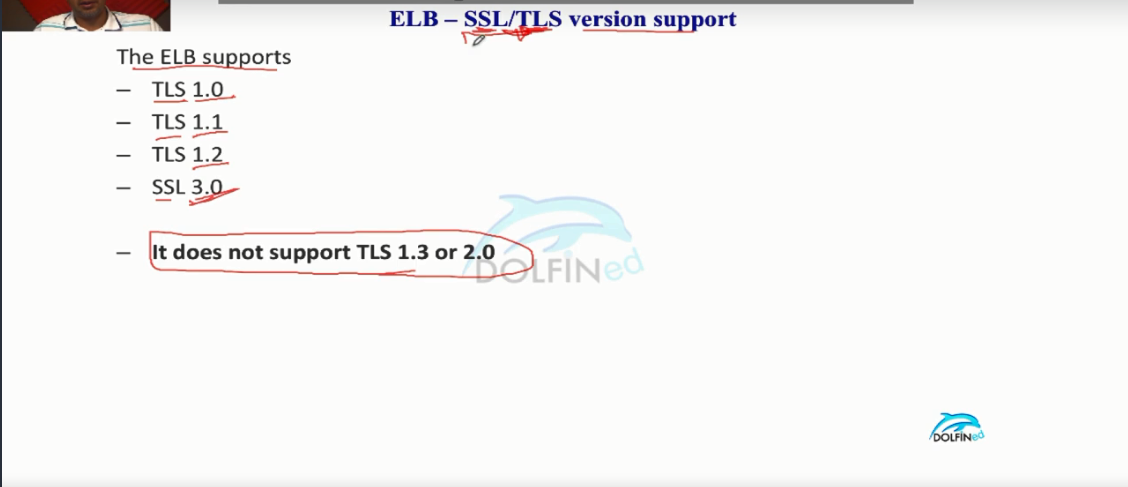 ELB – SSL/TLS version support
The ELB supports
– TLS 1.0
– TLS 1.1
– TLS 1.2
– SSL 3.0
– It does not support TLS 1.3 or 2.0
DOLFINed
DOLFINed